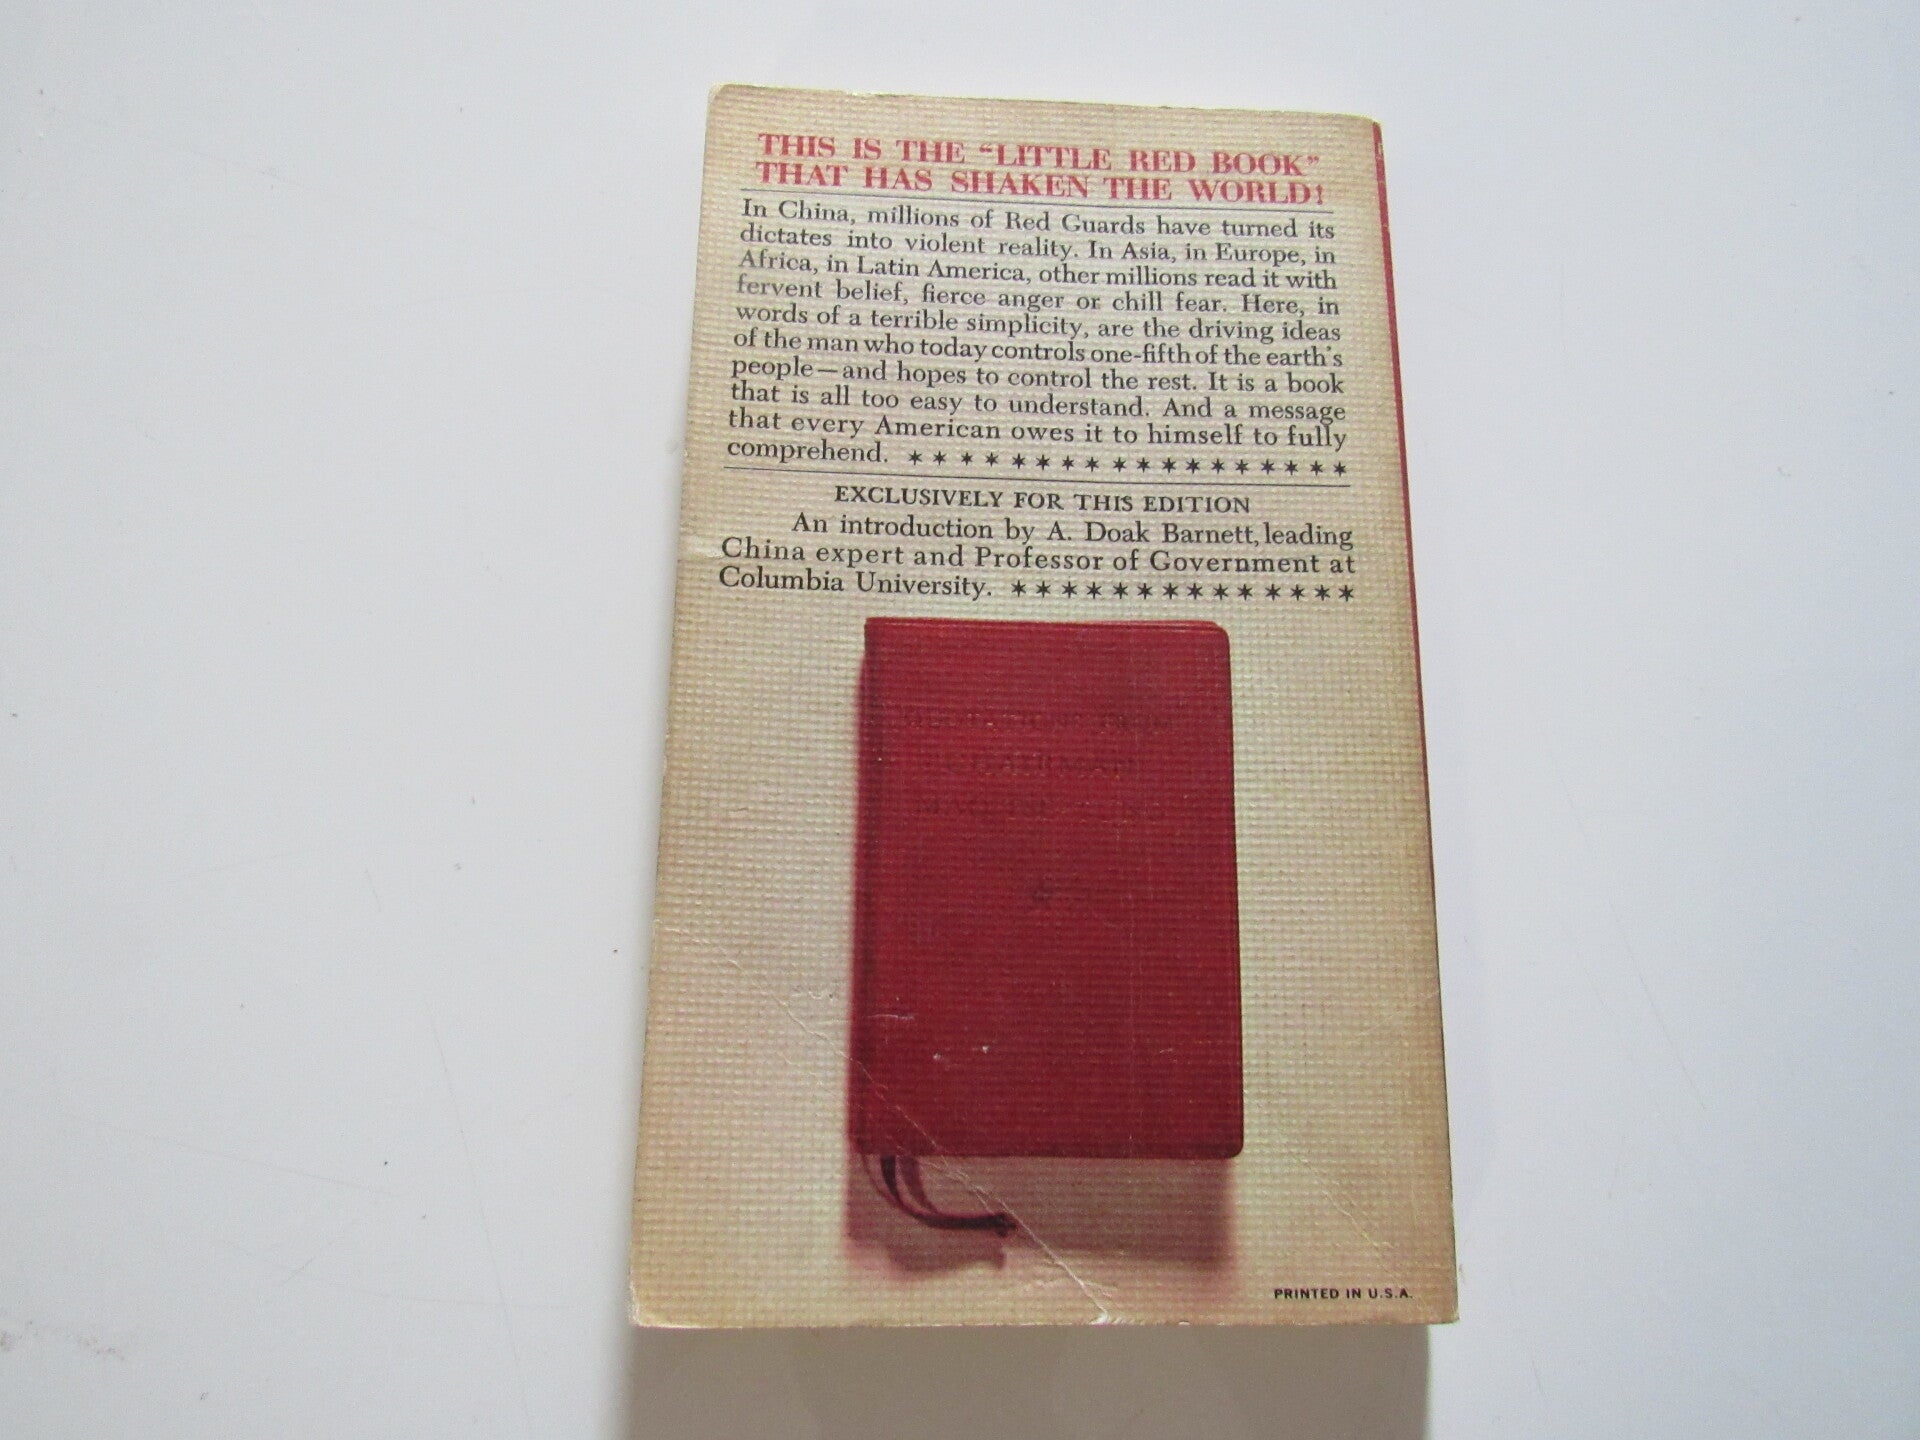 THIS IS THE “LITTLE RED BOOK”
THAT HAS SHAKEN THE WORLD!
In China, millions of Red Guards have turned its
dictates into violent reality. In Asia, in Europe, in
Africa, in Latin America, other millions read it with
fervent belief, fierce anger or chill fear. Here, in
words of a terrible simplicity, are the driving ideas
of the man who today controls one-fifth of the earth's
people—and hopes to control the rest. It is a book
that is all too easy to understand. And a message
that every American owes it to himself to fully
comprehend. ★ ★ ★ ★ ★ ★ ★ ★ ★ ★ ★ ★ ★ ★ ★ ★ ★ ★
EXCLUSIVELY FOR THIS EDITION
An introduction by A. Doak Barnett, leading
China expert and Professor of Government at
Columbia University. ★ ★ ★ ★ ★ ★ ★ ★ ★ ★ ★ ★ ★ ★
QUOTATIONS FROM
CHAIRMAN
MAO TSE-TUNG
PRINTED IN U.S.A.